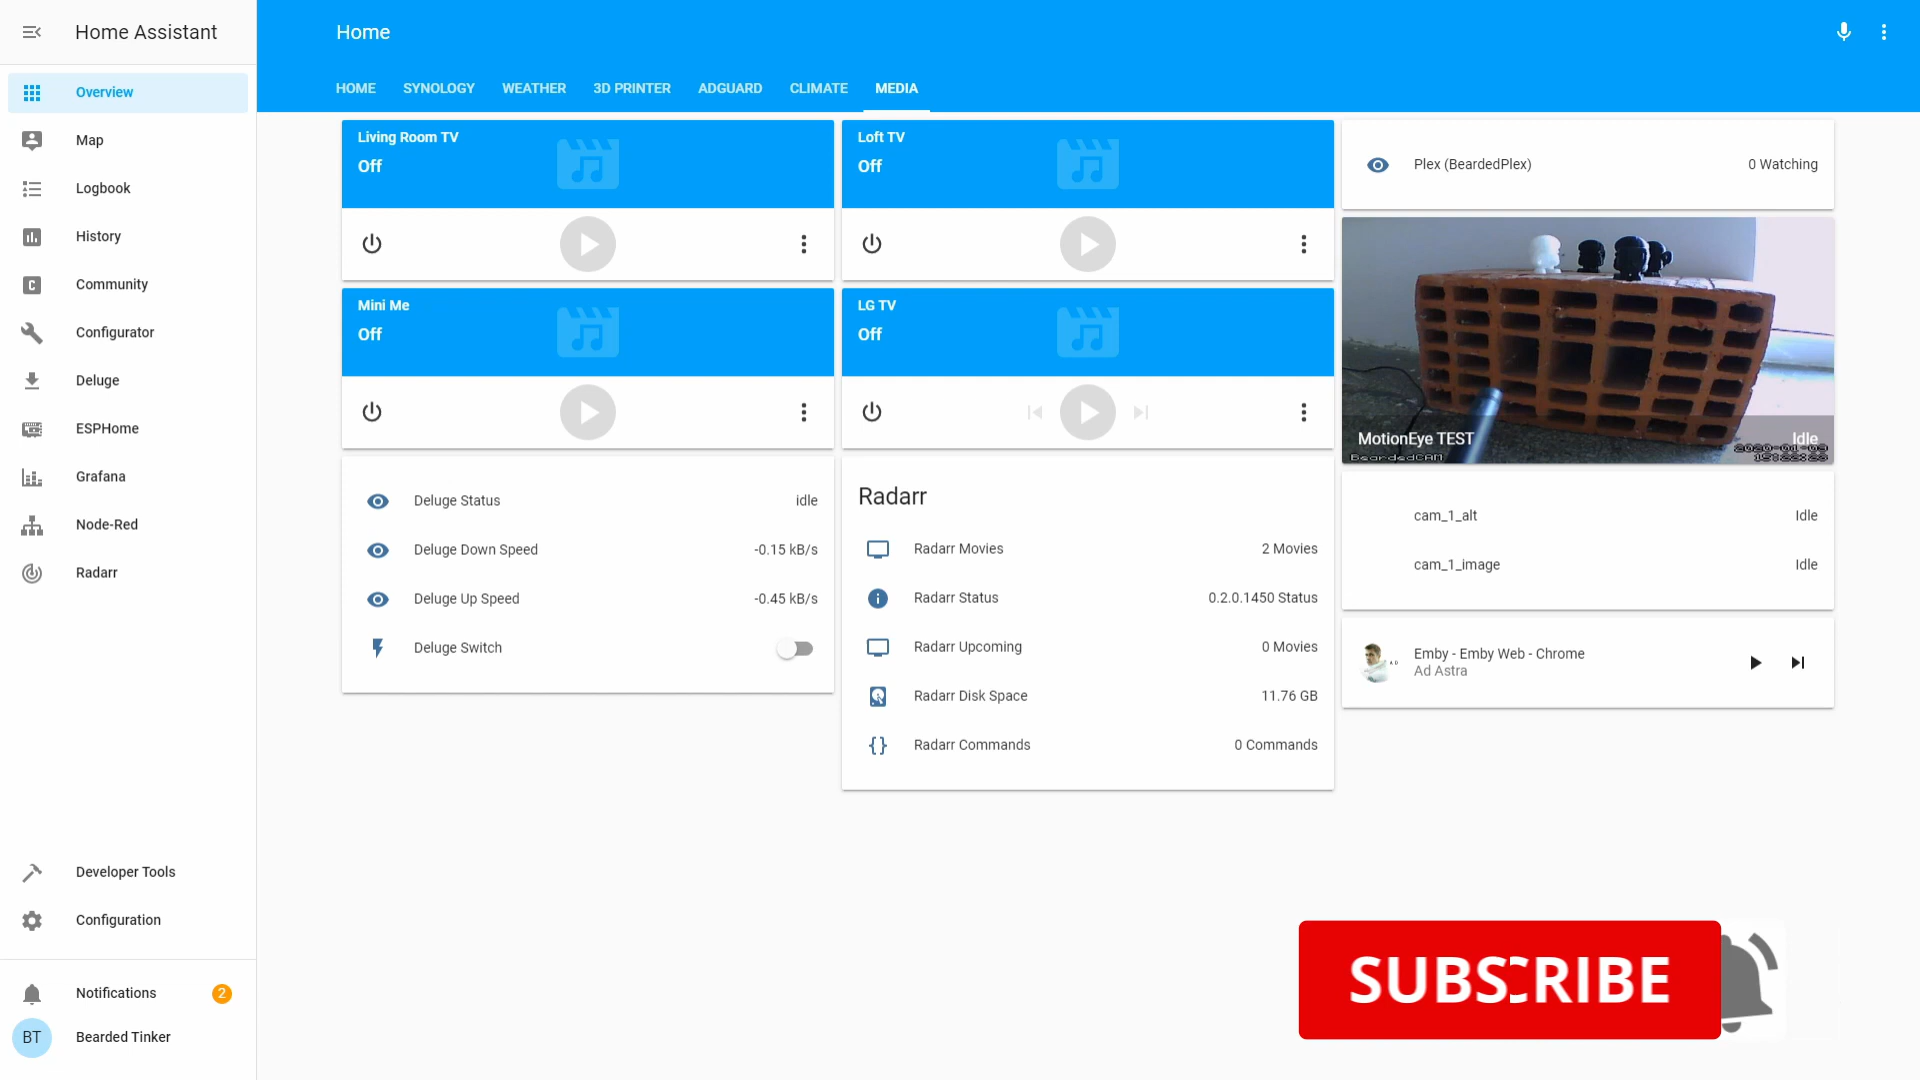 Home Assistant
Overview
Map
Logbook
History
Community
Configurator
Deluge
ESPHome
Grafana
Node-Red
Radarr
Developer Tools
Configuration
Notifications 2
BT Bearded Tinker
Home
HOME SYNOLOGY WEATHER 3D PRINTER ADGUARD CLIMATE MEDIA
Living Room TV
Off
Mini Me
Off
Deluge Status idle
Deluge Down Speed -0.15 kB/s
Deluge Up Speed -0.45 kB/s
Deluge Switch
Loft TV
Off
LG TV
Off
Radarr
Radarr Movies 2 Movies
Radarr Status 0.2.0.1450 Status
Radarr Upcoming 0 Movies
Radarr Disk Space 11.76 GB
Radarr Commands 0 Commands
Plex (BeardedPlex) 0 Watching
MotionEye TEST Idle
BeardedCAM
cam_1_alt Idle
cam_1_image Idle
Emby - Emby Web - Chrome
Ad Astra
SUBSCRIBE